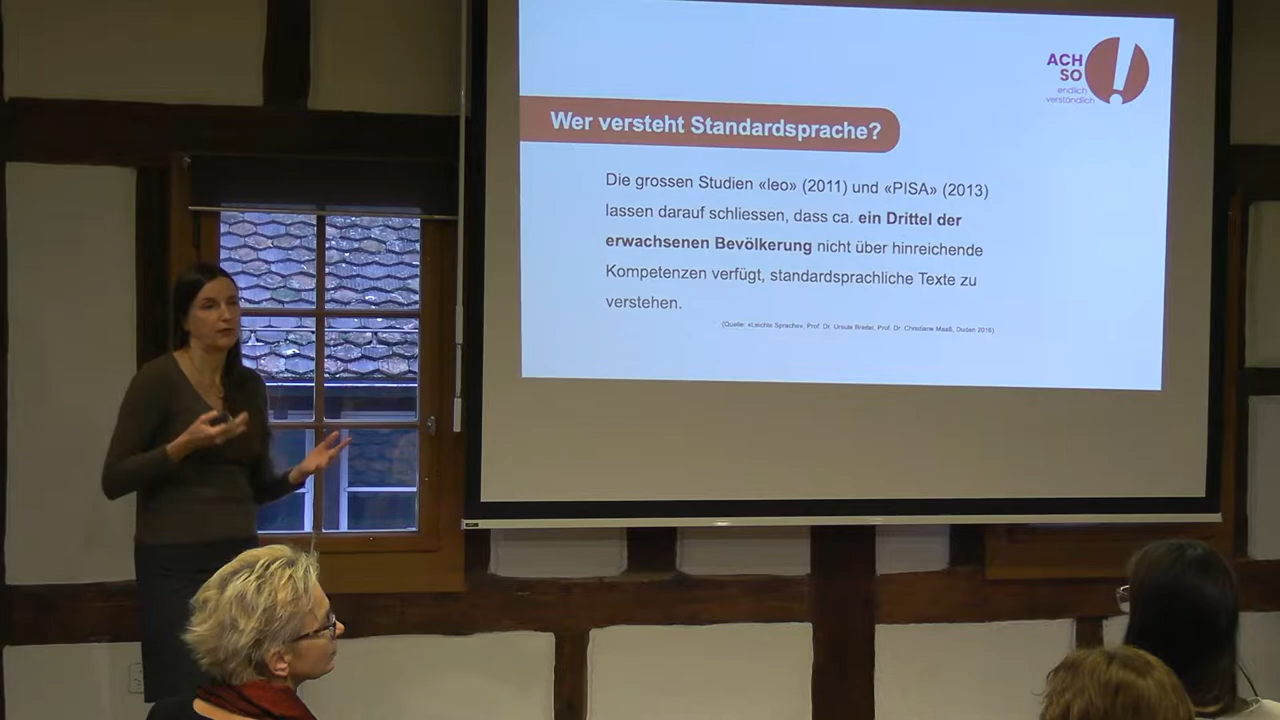 ACH
SO
endlich
verständlich
Wer versteht Standardsprache?
Die grossen Studien «leo» (2011) und «PISA» (2013)
lassen darauf schliessen, dass ca. ein Drittel der
erwachsenen Bevölkerung nicht über hinreichende
Kompetenzen verfügt, standardsprachliche Texte zu
verstehen.
(Quelle: «Leichte Sprache», Prof. Dr. Ursula Bredel, Prof. Dr. Christiane Maaß, Duden 2016)